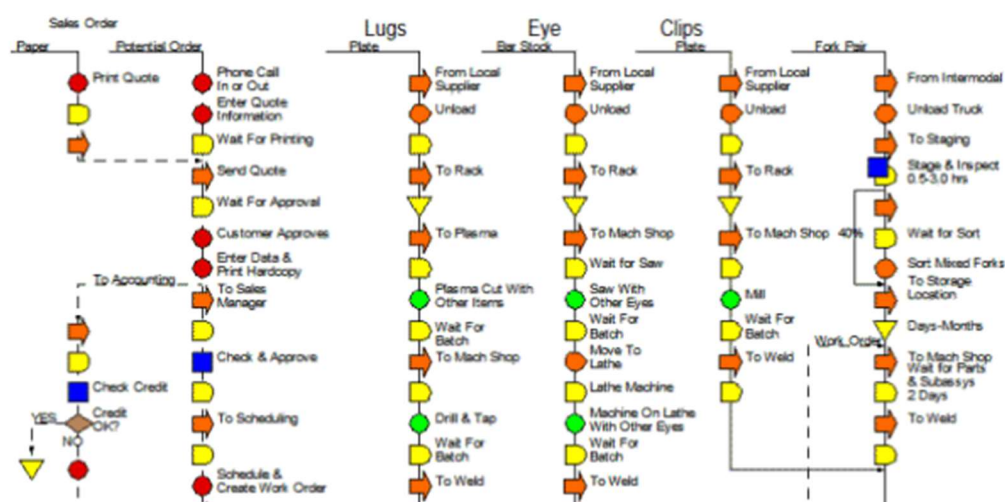 Sales Order
Paper
Print Quote
To Accounting
Check Credit
Credit
OK?
YES
NO
Potential Order
Phone Call
In or Out
Enter Quote
Information
Wait For Printing
Send Quote
Wait For Approval
Customer Approves
Enter Data &
Print Hardcopy
To Sales
Manager
Check & Approve
To Scheduling
Schedule &
Create Work Order
Lugs
Plate
From Local
Supplier
Unload
To Rack
To Plasma
Plasma Cut With
Other Items
Wait For
Batch
To Mach Shop
Drill & Tap
Wait For
Batch
To Weld
Eye
Bar Stock
From Local
Supplier
Unload
To Rack
To Mach Shop
Wait for Saw
Saw With
Other Eyes
Wait For
Batch
Move To
Lathe
Lathe Machine
Machine On Lathe
With Other Eyes
Wait For
Batch
To Weld
Clips
Plate
From Local
Supplier
Unload
To Rack
To Mach Shop
Mill
Wait For
Batch
To Weld
Fork Pair
From Intermodal
Unload Truck
To Staging
Stage & Inspect
0.5-3.0 hrs
40%
Wait for Sort
Sort Mixed Forks
To Storage
Location
Days-Months
Work Order
To Mach Shop
Wait for Parts
& Subassys
2 Days
To Weld